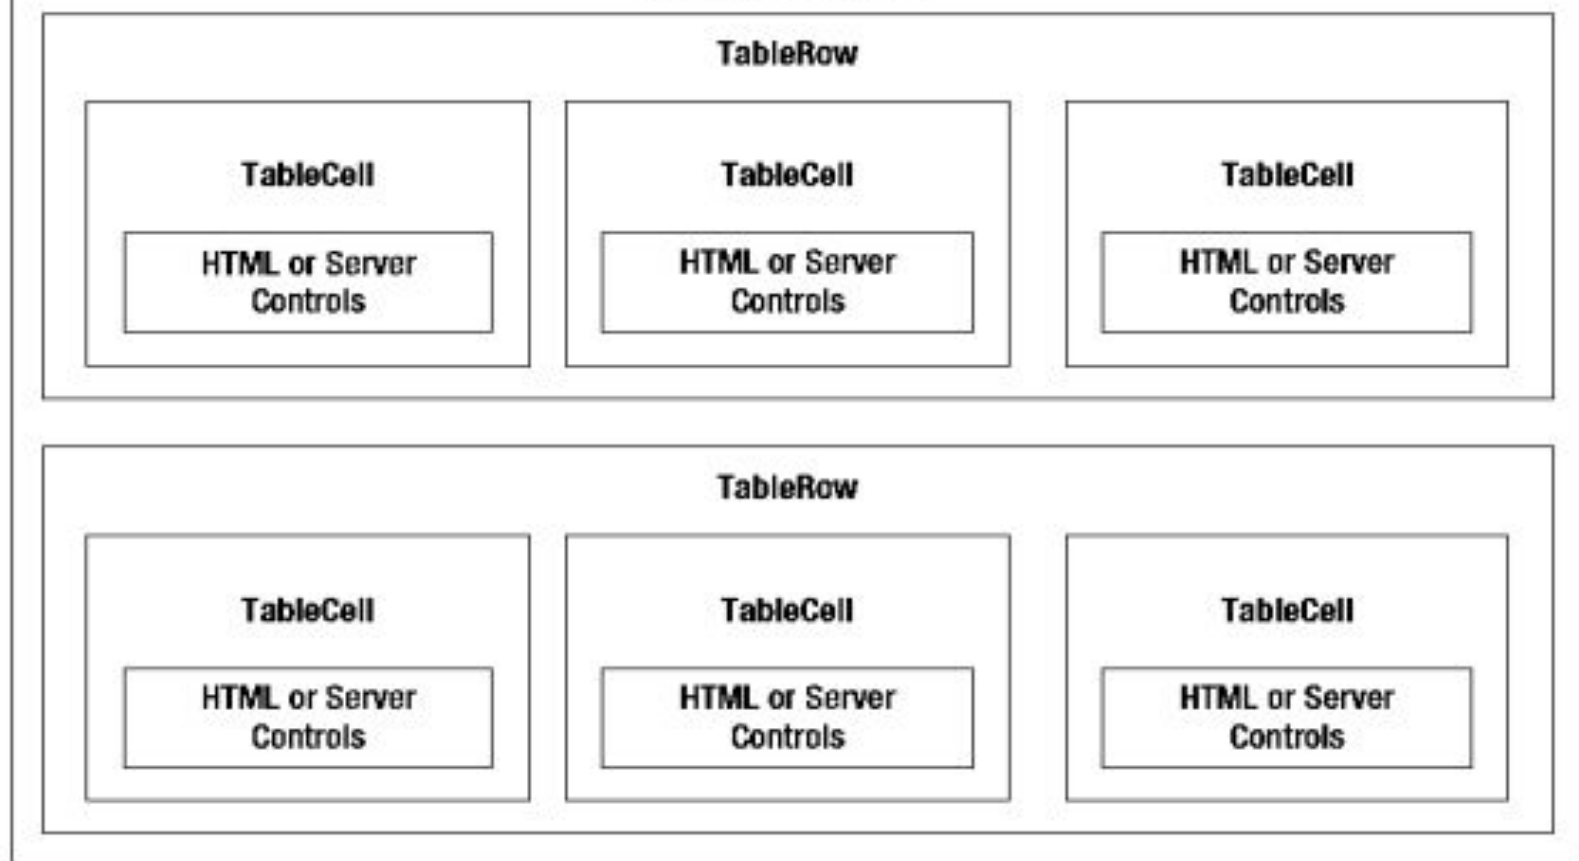 TableRow
TableCell
TableCell
TableCell
HTML or Server
Controls
HTML or Server
Controls
HTML or Server
Controls
TableRow
TableCell
TableCell
TableCell
HTML or Server
Controls
HTML or Server
Controls
HTML or Server
Controls